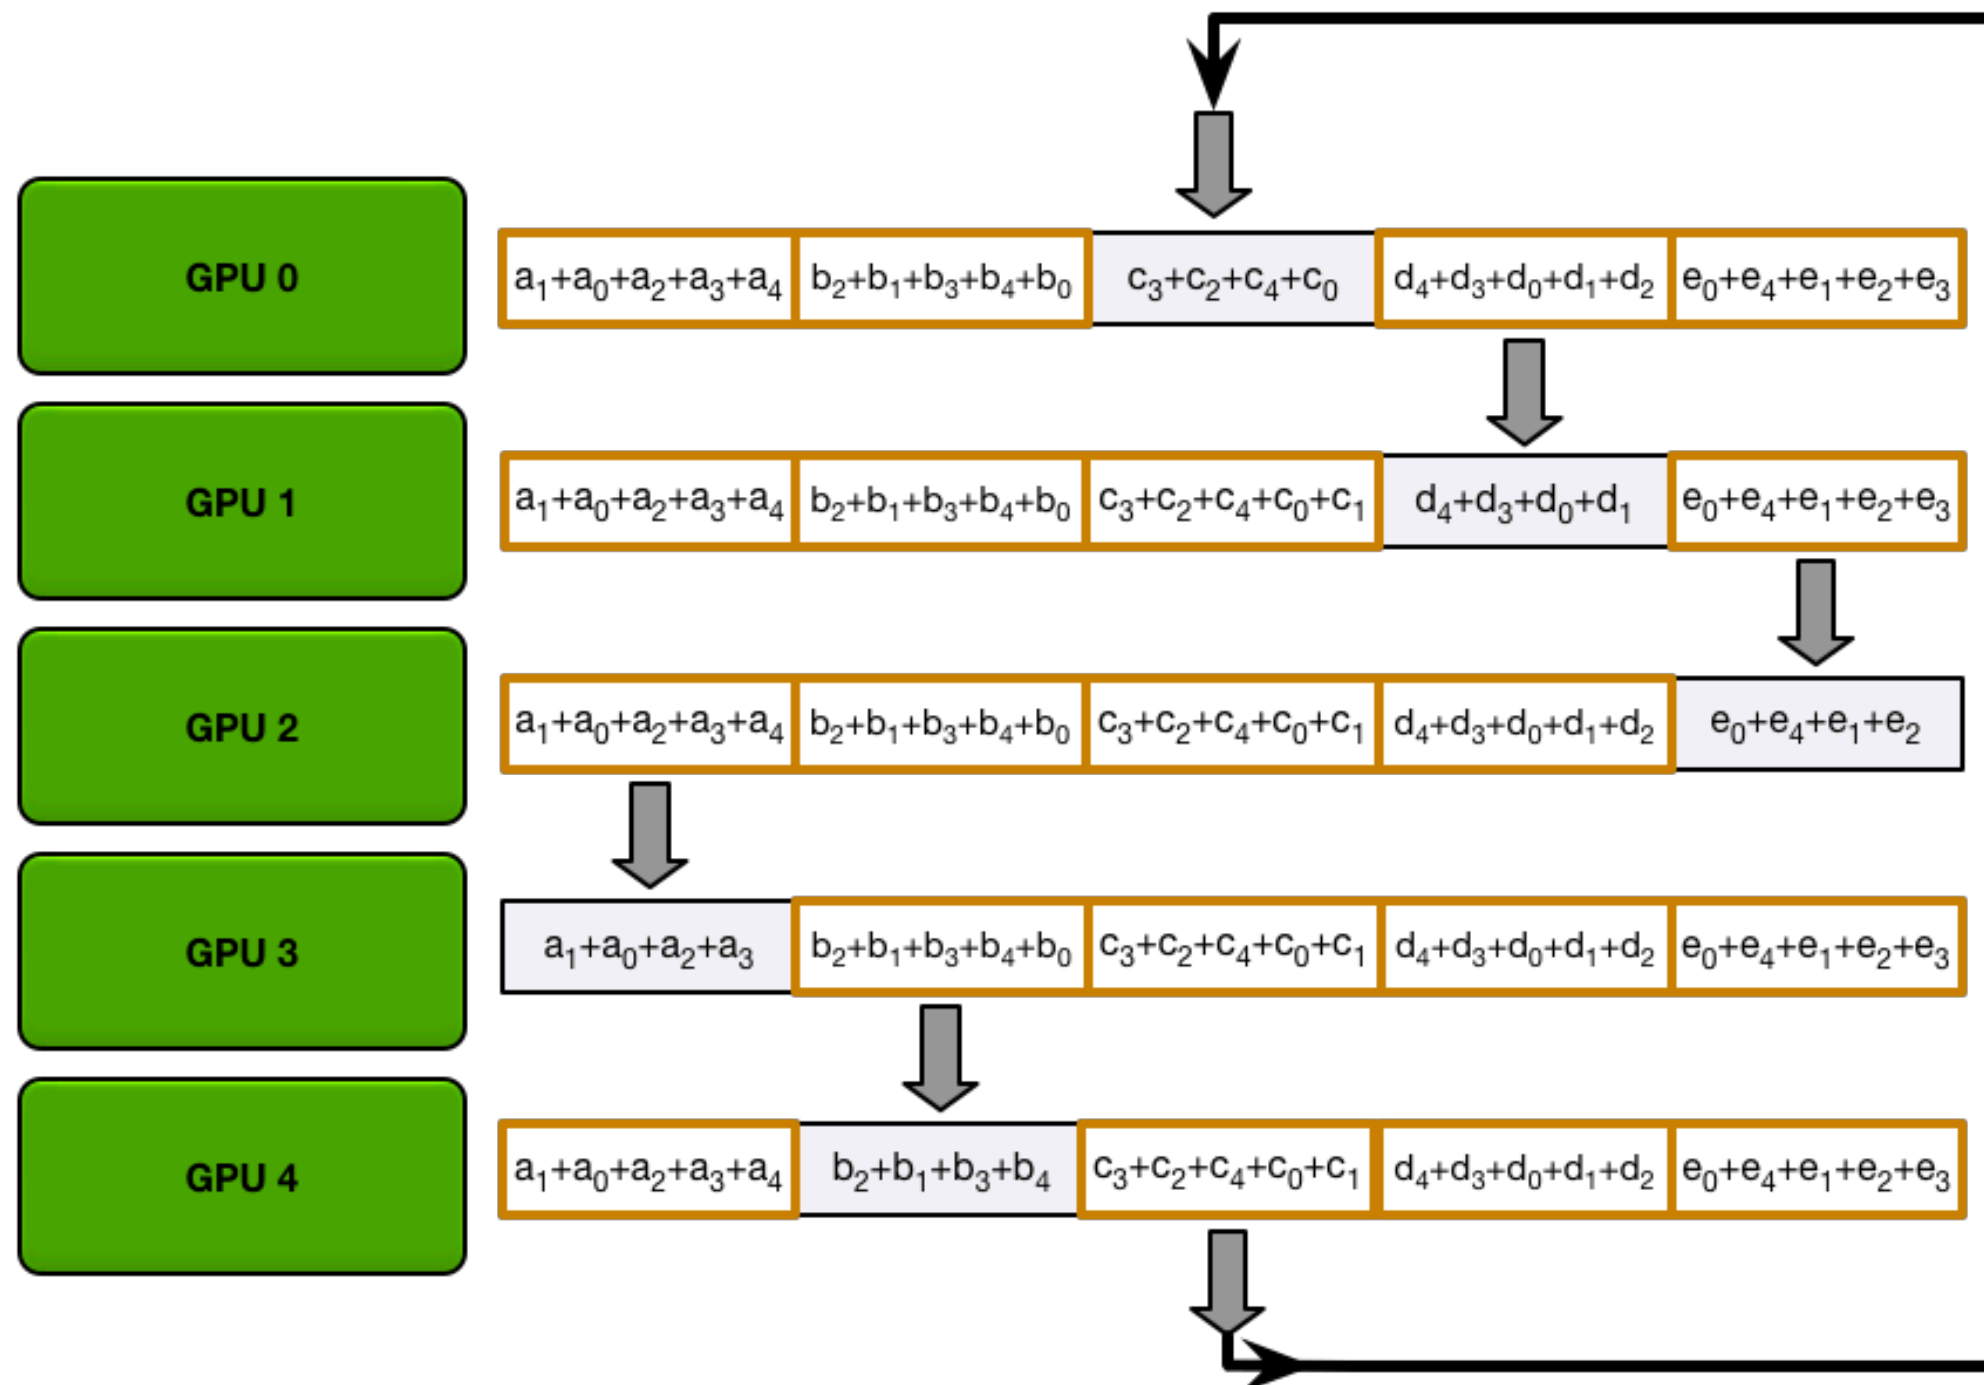 GPU 0 a₁+a₀+a₂+a₃+a₄ b₂+b₁+b₃+b₄+b₀ c₃+c₂+c₄+c₀ d₄+d₃+d₀+d₁+d₂ e₀+e₄+e₁+e₂+e₃
GPU 1 a₁+a₀+a₂+a₃+a₄ b₂+b₁+b₃+b₄+b₀ c₃+c₂+c₄+c₀+c₁ d₄+d₃+d₀+d₁ e₀+e₄+e₁+e₂+e₃
GPU 2 a₁+a₀+a₂+a₃+a₄ b₂+b₁+b₃+b₄+b₀ c₃+c₂+c₄+c₀+c₁ d₄+d₃+d₀+d₁+d₂ e₀+e₄+e₁+e₂
GPU 3 a₁+a₀+a₂+a₃ b₂+b₁+b₃+b₄+b₀ c₃+c₂+c₄+c₀+c₁ d₄+d₃+d₀+d₁+d₂ e₀+e₄+e₁+e₂+e₃
GPU 4 a₁+a₀+a₂+a₃+a₄ b₂+b₁+b₃+b₄ c₃+c₂+c₄+c₀+c₁ d₄+d₃+d₀+d₁+d₂ e₀+e₄+e₁+e₂+e₃